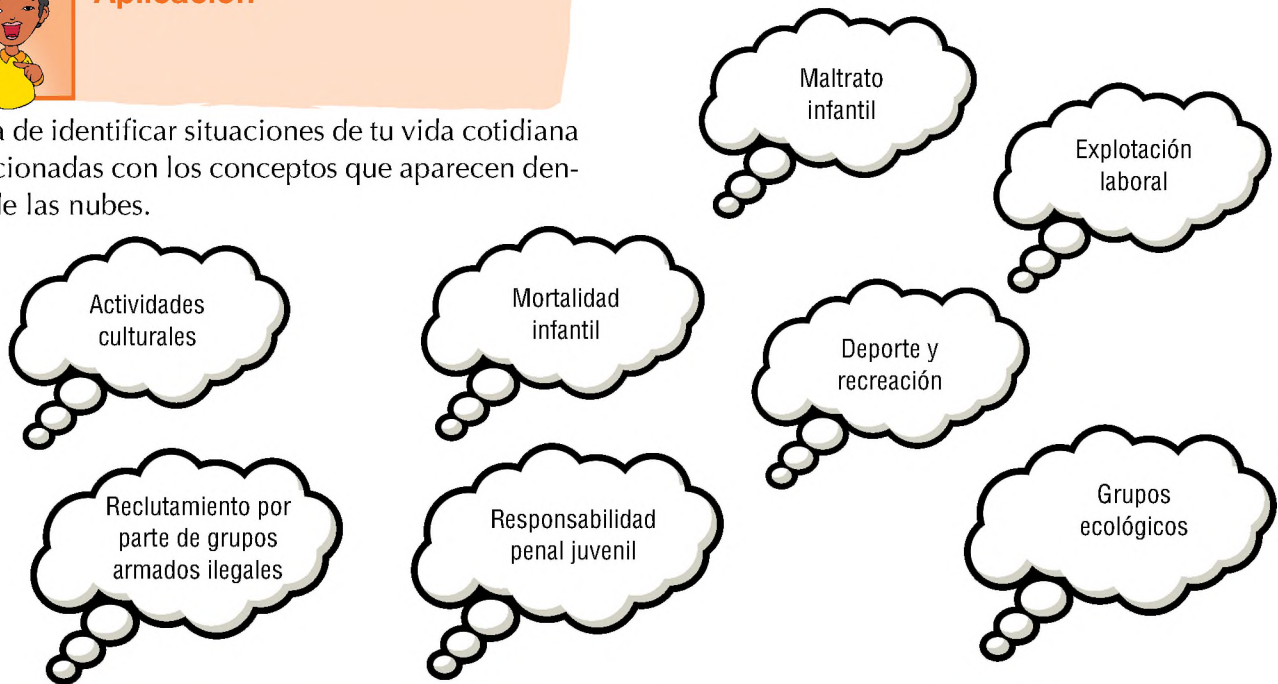 Aplicación
a de identificar situaciones de tu vida cotidiana
cionadas con los conceptos que aparecen den-
de las nubes.
Maltrato
infantil
Explotación
laboral
Actividades
culturales
Mortalidad
infantil
Deporte y
recreación
Reclutamiento por
parte de grupos
armados ilegales
Responsabilidad
penal juvenil
Grupos
ecológicos